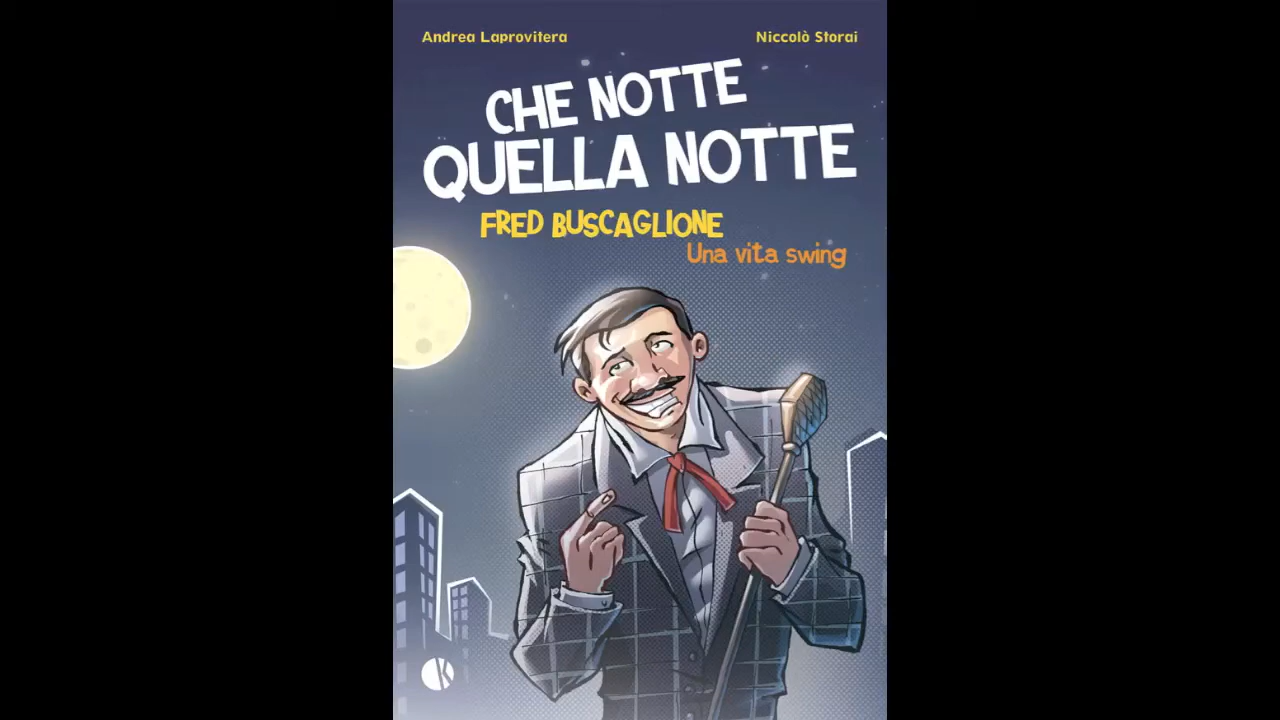 Andrea Laprovitera
Niccolò Storai
CHE NOTTE
QUELLA NOTTE
FRED BUSCAGLIONE
Una vita swing
K